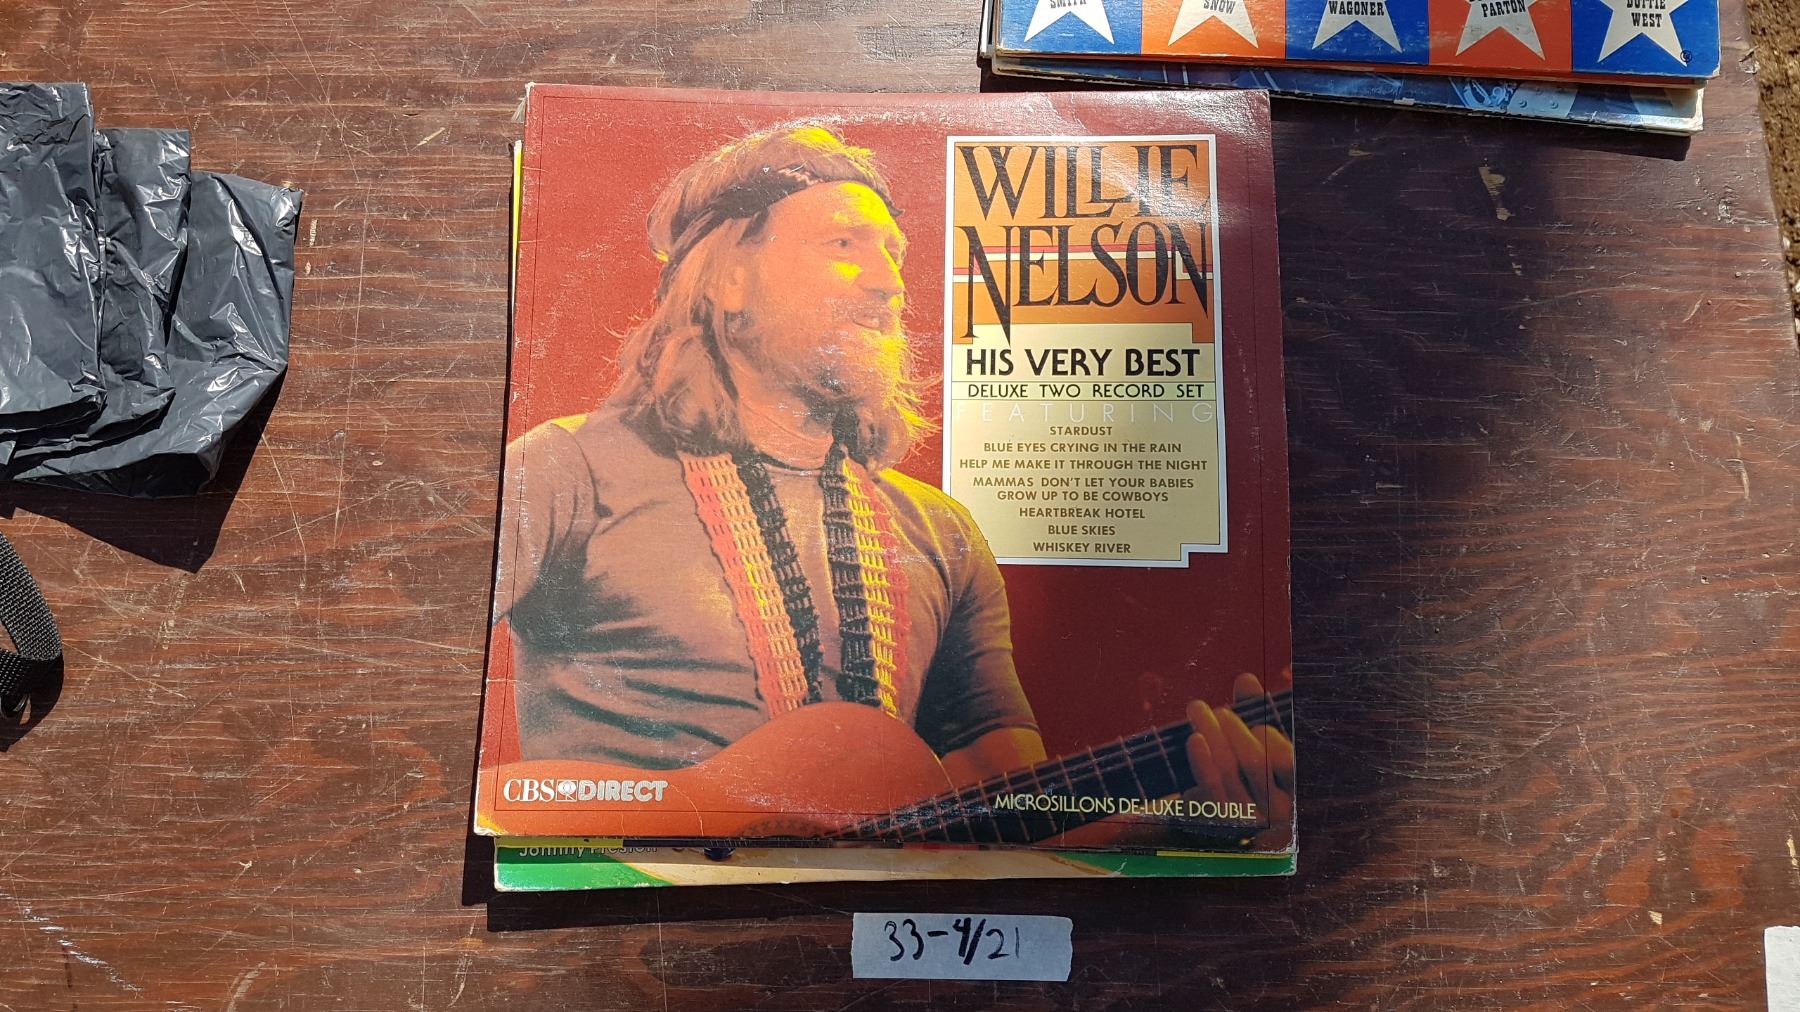 SMITH
SNOW
WAGONER
PARTON
DOTTIE
WEST
®
WILLIE
NELSON
HIS VERY BEST
DELUXE TWO RECORD SET
FEATURING
STARDUST
BLUE EYES CRYING IN THE RAIN
HELP ME MAKE IT THROUGH THE NIGHT
MAMMAS DON'T LET YOUR BABIES
GROW UP TO BE COWBOYS
HEARTBREAK HOTEL
BLUE SKIES
WHISKEY RIVER
CBS DIRECT
MICROSILLONS DE-LUXE DOUBLE
Johnny Preston
33-4/21